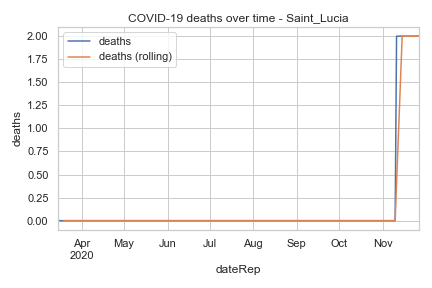 COVID-19 deaths over time - Saint_Lucia
deaths
deaths (rolling)
2.00
1.75
1.50
1.25
1.00
0.75
0.50
0.25
0.00
deaths
Apr
2020
May
Jun
Jul
Aug
Sep
Oct
Nov
dateRep